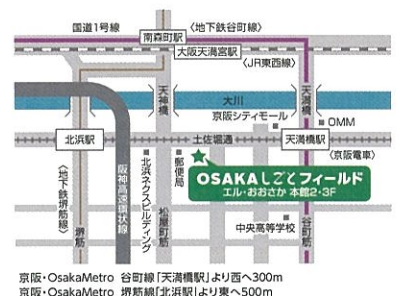 国道1号線
南森町駅
〈地下鉄谷町線〉
大阪天満宮駅
〈JR東西線〉
天神橋
大川
天満橋
京阪シティモール
OMM
北浜駅
土佐堀通
天満橋駅
〈京阪電車〉
〈地下鉄堺筋線〉
堺筋
阪神高速環状線
北浜ネクスビルディング
郵便局
松屋町筋
OSAKAしごとフィールド
エル・おおさか 本館2・3F
中央高等学校
谷町筋
京阪・OsakaMetro 谷町線「天満橋駅」より西へ300m
京阪・OsakaMetro 堺筋線「北浜駅」より東へ500m